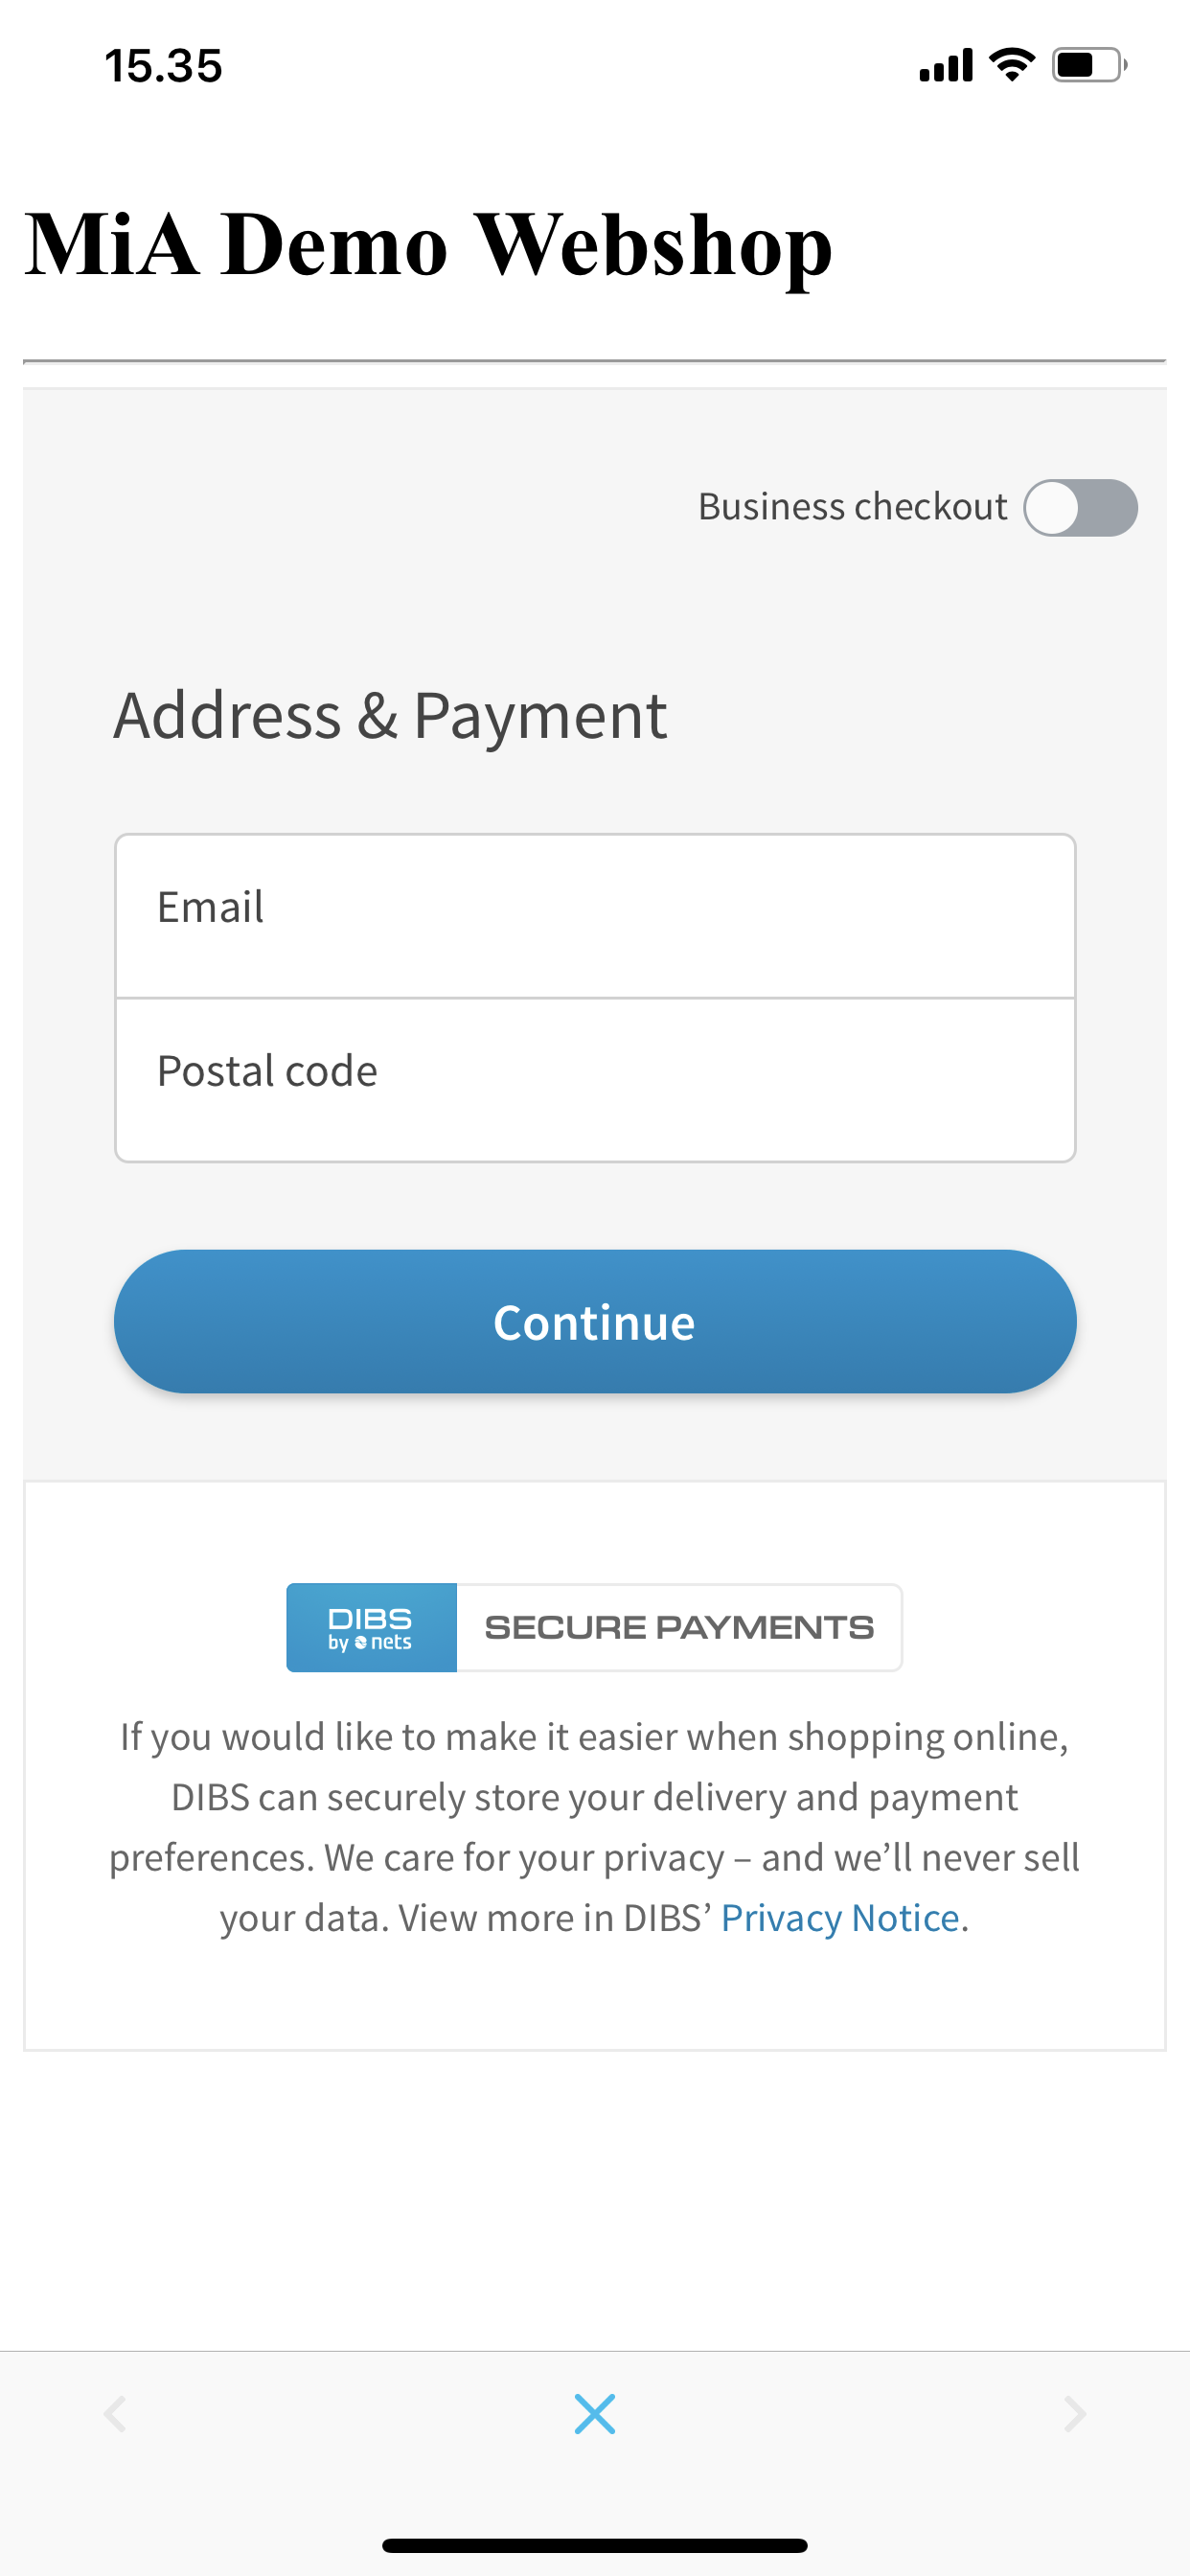 15.35
MiA Demo Webshop
Business checkout
Address & Payment
Email
Postal code
Continue
DIBS
by nets
SECURE PAYMENTS
If you would like to make it easier when shopping online,
DIBS can securely store your delivery and payment
preferences. We care for your privacy – and we’ll never sell
your data. View more in DIBS’ Privacy Notice.